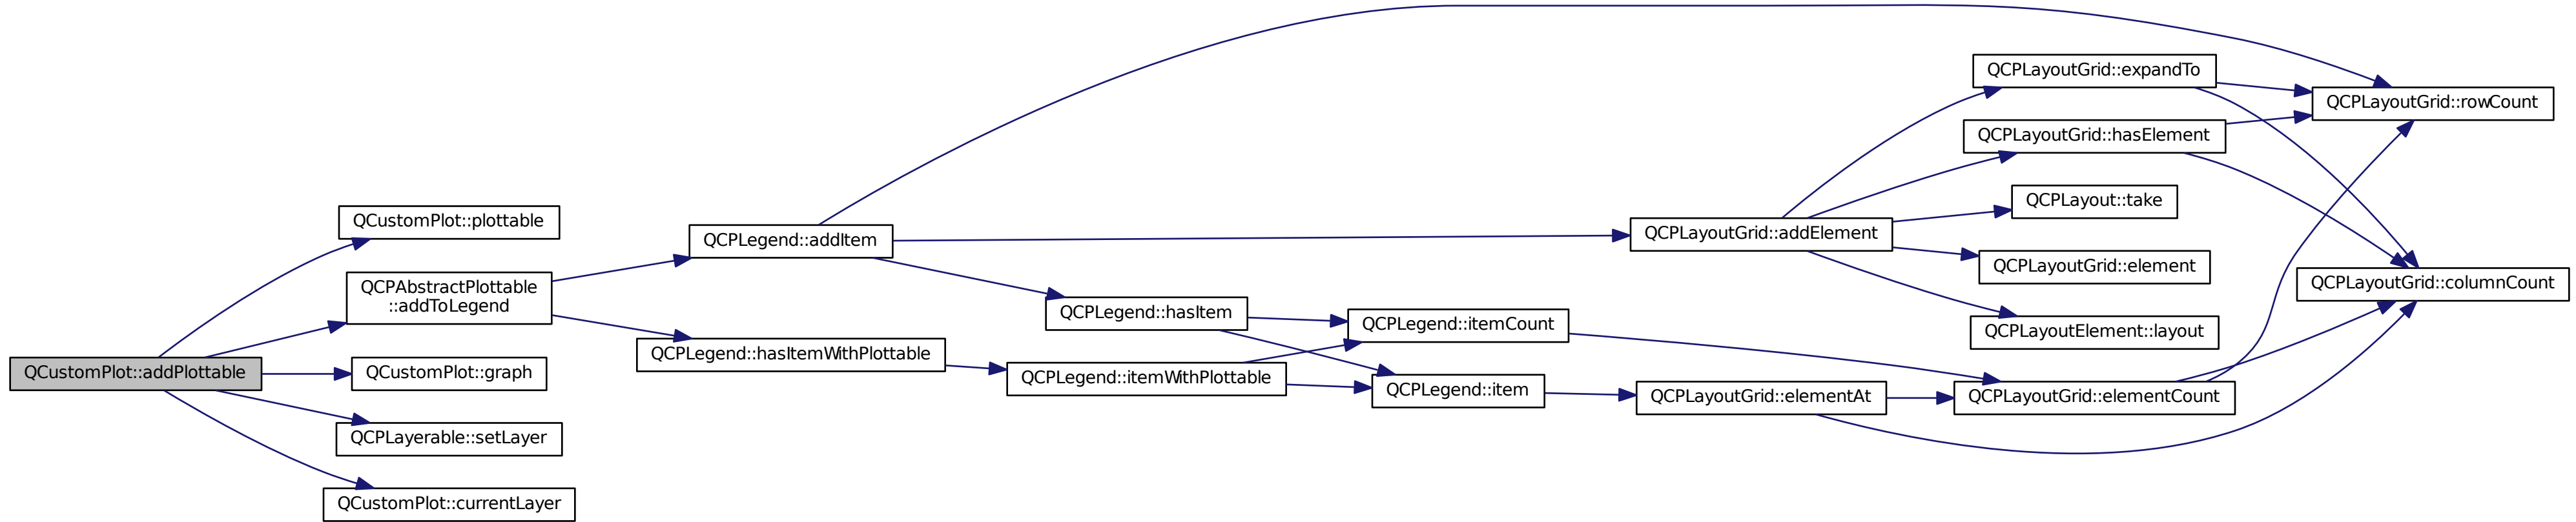 QCustomPlot::addPlottable
QCustomPlot::plottable
QCPAbstractPlottable
::addToLegend
QCustomPlot::graph
QCPLayerable::setLayer
QCustomPlot::currentLayer
QCPLegend::addItem
QCPLegend::hasItemWithPlottable
QCPLegend::hasItem
QCPLegend::itemWithPlottable
QCPLegend::itemCount
QCPLegend::item
QCPLayoutGrid::addElement
QCPLayoutGrid::elementAt
QCPLayoutGrid::expandTo
QCPLayoutGrid::hasElement
QCPLayout::take
QCPLayoutGrid::element
QCPLayoutElement::layout
QCPLayoutGrid::elementCount
QCPLayoutGrid::rowCount
QCPLayoutGrid::columnCount